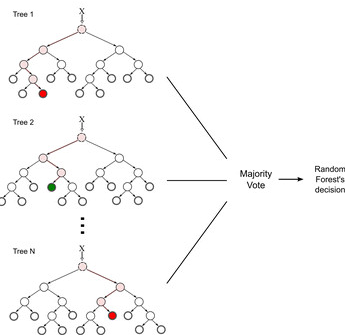 Tree 1
X
Tree 2
X
Majority
Vote
Random
Forest's
decision
Tree N
X